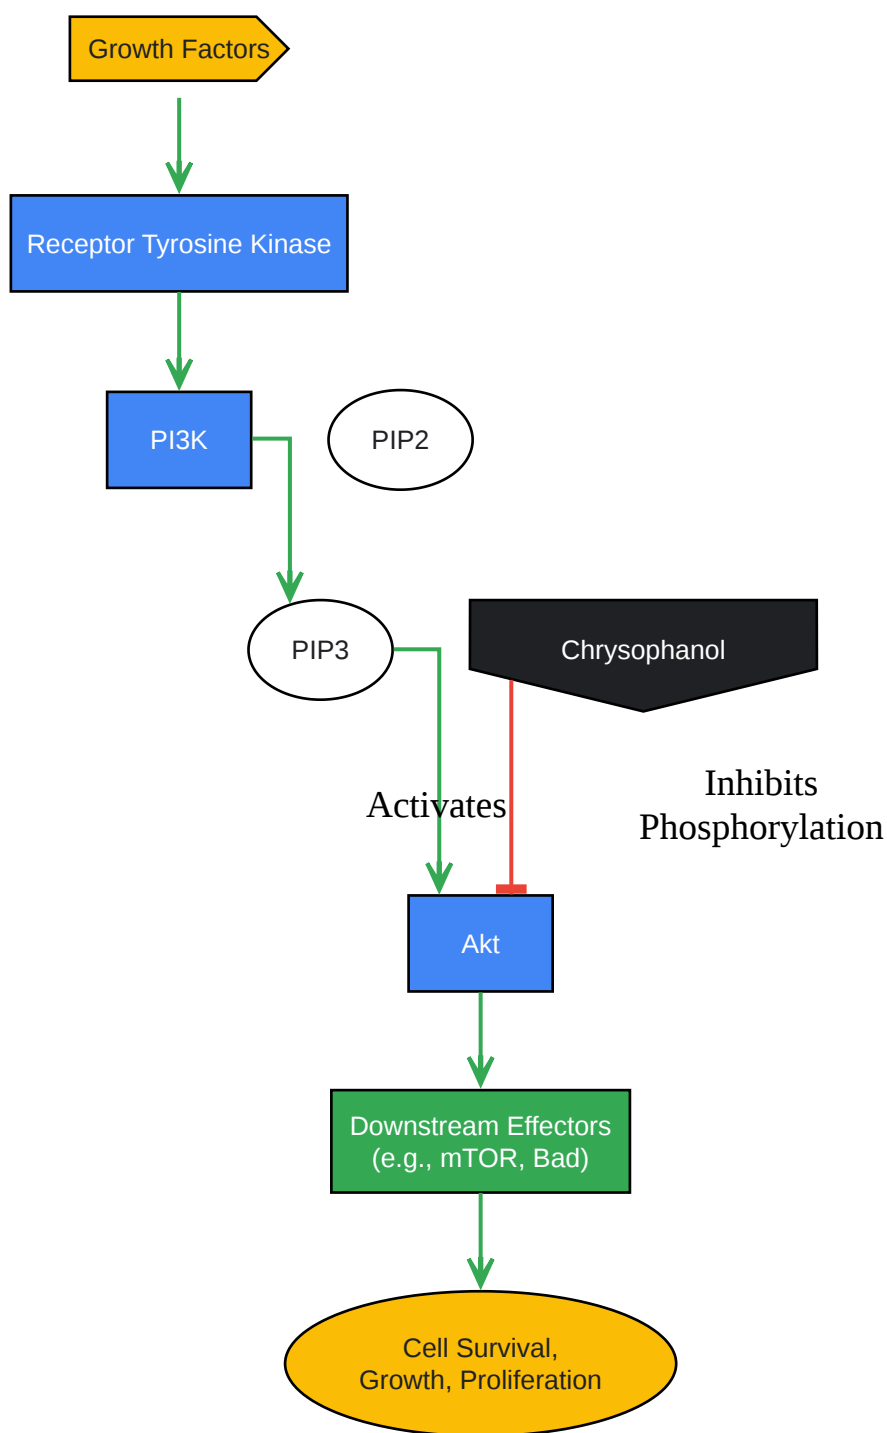 Growth Factors
Receptor Tyrosine Kinase
PI3K
PIP2
PIP3
Chrysophanol
Activates
Inhibits
Phosphorylation
Akt
Downstream Effectors
(e.g., mTOR, Bad)
Cell Survival,
Growth, Proliferation